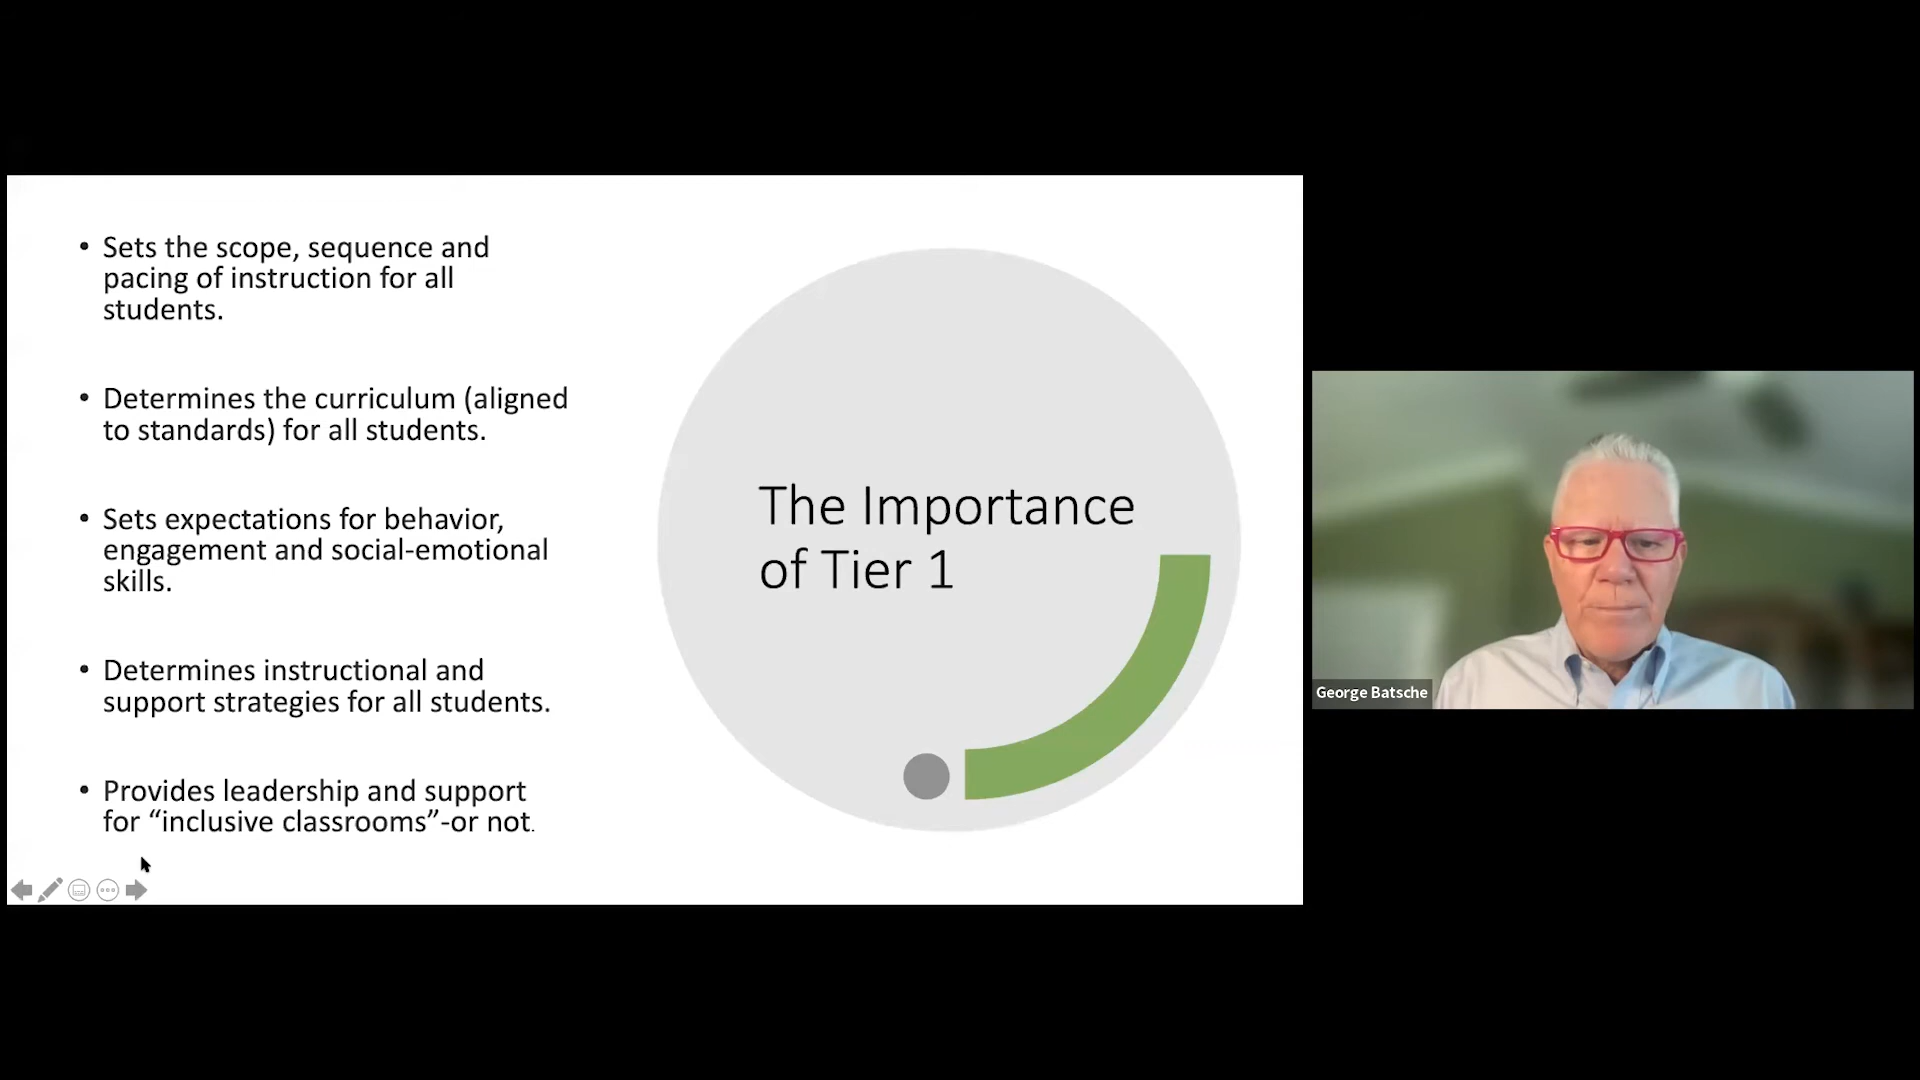 • Sets the scope, sequence and
pacing of instruction for all
students.
• Determines the curriculum (aligned
to standards) for all students.
• Sets expectations for behavior,
engagement and social-emotional
skills.
• Determines instructional and
support strategies for all students.
• Provides leadership and support
for “inclusive classrooms”-or not.
The Importance
of Tier 1
George Batsche